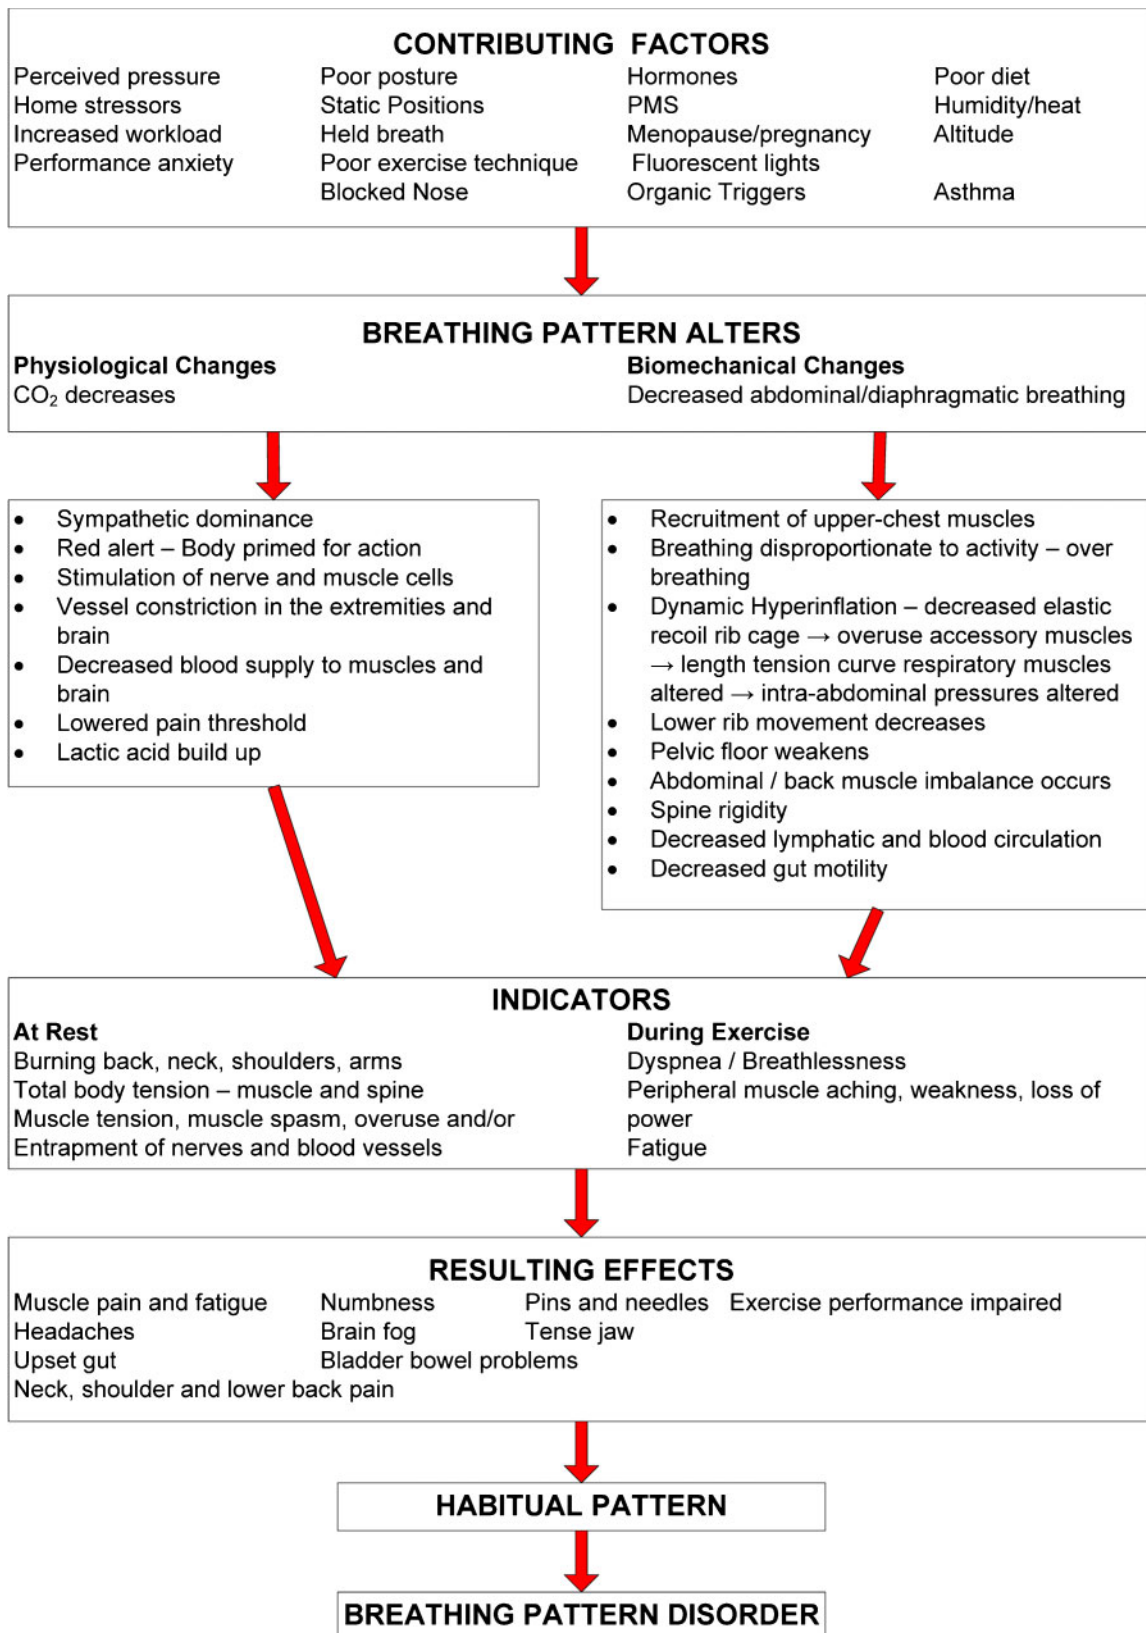 CONTRIBUTING FACTORS
Perceived pressure Poor posture Hormones Poor diet
Home stressors Static Positions PMS Humidity/heat
Increased workload Held breath Menopause/pregnancy Altitude
Performance anxiety Poor exercise technique Fluorescent lights
Blocked Nose Organic Triggers Asthma
BREATHING PATTERN ALTERS
Physiological Changes Biomechanical Changes
CO₂ decreases Decreased abdominal/diaphragmatic breathing
• Sympathetic dominance
• Red alert – Body primed for action
• Stimulation of nerve and muscle cells
• Vessel constriction in the extremities and
brain
• Decreased blood supply to muscles and
brain
• Lowered pain threshold
• Lactic acid build up
• Recruitment of upper-chest muscles
• Breathing disproportionate to activity – over
breathing
• Dynamic Hyperinflation – decreased elastic
recoil rib cage → overuse accessory muscles
→ length tension curve respiratory muscles
altered → intra-abdominal pressures altered
• Lower rib movement decreases
• Pelvic floor weakens
• Abdominal / back muscle imbalance occurs
• Spine rigidity
• Decreased lymphatic and blood circulation
• Decreased gut motility
INDICATORS
At Rest
Burning back, neck, shoulders, arms
Total body tension – muscle and spine
Muscle tension, muscle spasm, overuse and/or
Entrapment of nerves and blood vessels
During Exercise
Dyspnea / Breathlessness
Peripheral muscle aching, weakness, loss of
power
Fatigue
RESULTING EFFECTS
Muscle pain and fatigue Numbness Pins and needles Exercise performance impaired
Headaches Brain fog Tense jaw
Upset gut Bladder bowel problems
Neck, shoulder and lower back pain
HABITUAL PATTERN
BREATHING PATTERN DISORDER